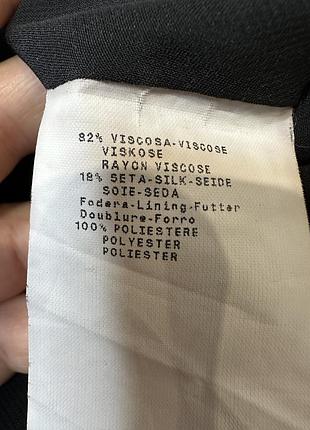 82% VISCOSA-VISCOSE
VISKOSE
RAYON VISCOSE
18% SETA-SILK-SEIDE
SOIE-SEDA
Fodera-Lining-Futter
Doublure-Forro
100% POLIESTERE
POLYESTER
POLYESTER